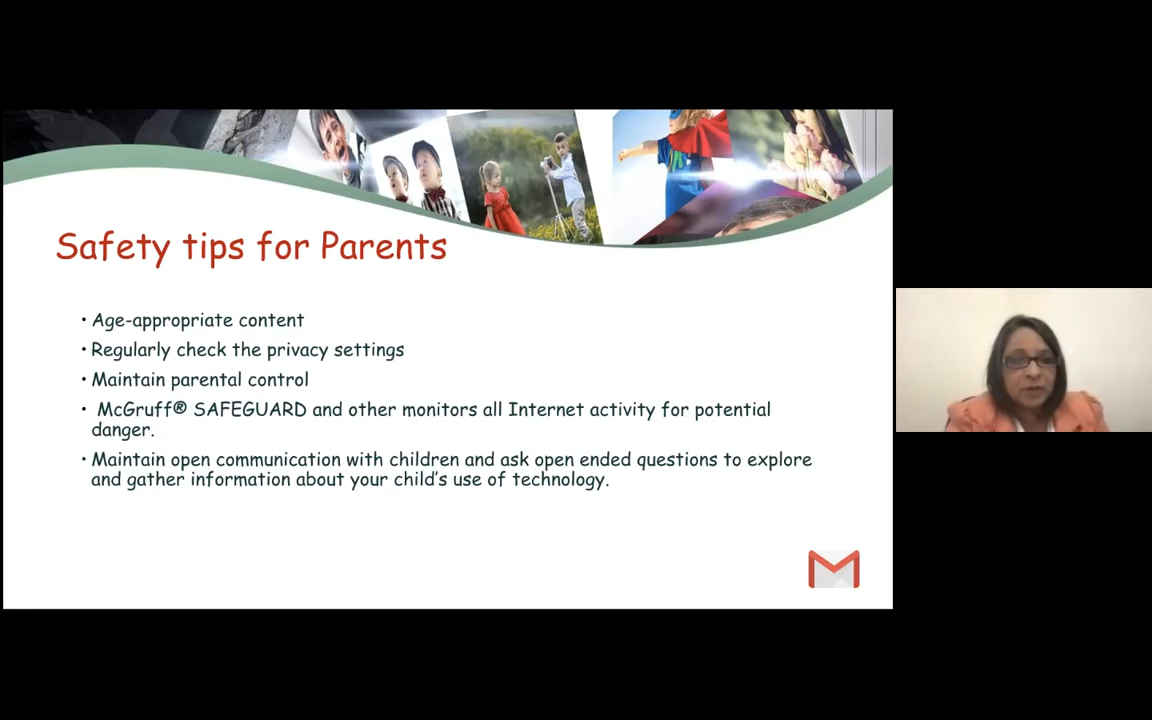 Safety tips for Parents
• Age-appropriate content
• Regularly check the privacy settings
• Maintain parental control
• McGruff® SAFEGUARD and other monitors all Internet activity for potential
danger.
• Maintain open communication with children and ask open ended questions to explore
and gather information about your child's use of technology.